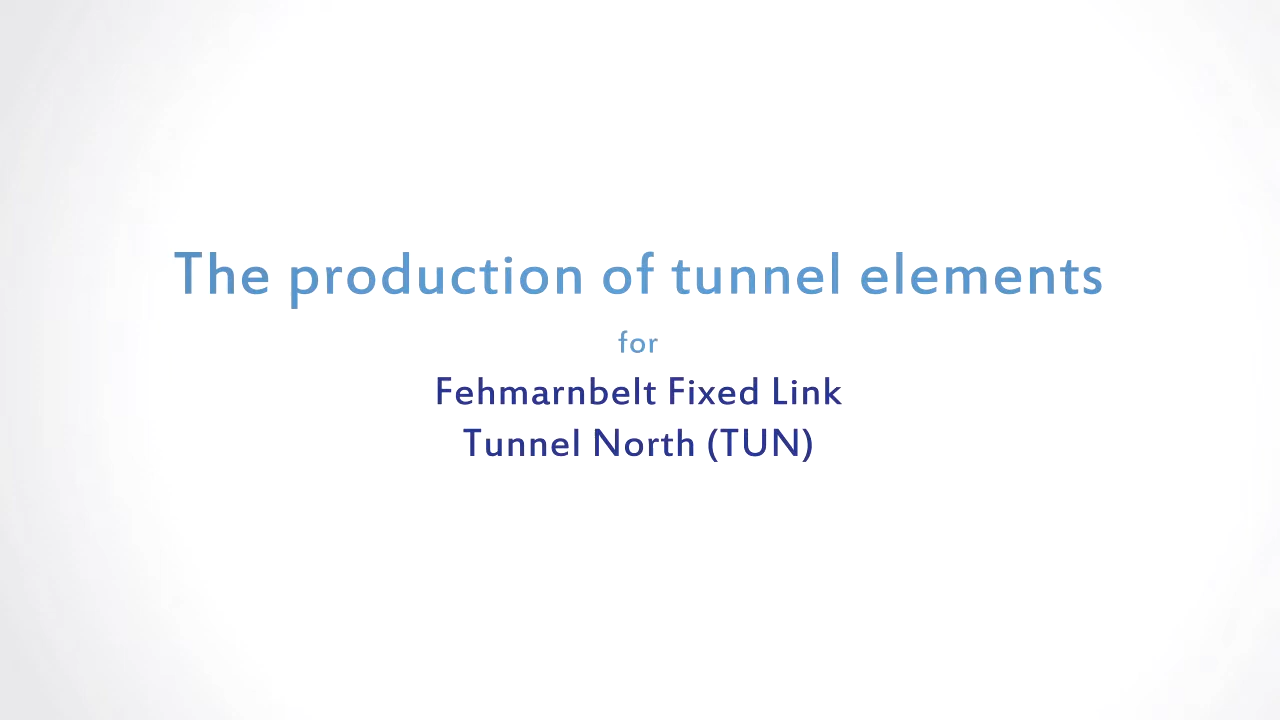 The production of tunnel elements
for
Fehmarnbelt Fixed Link
Tunnel North (TUN)